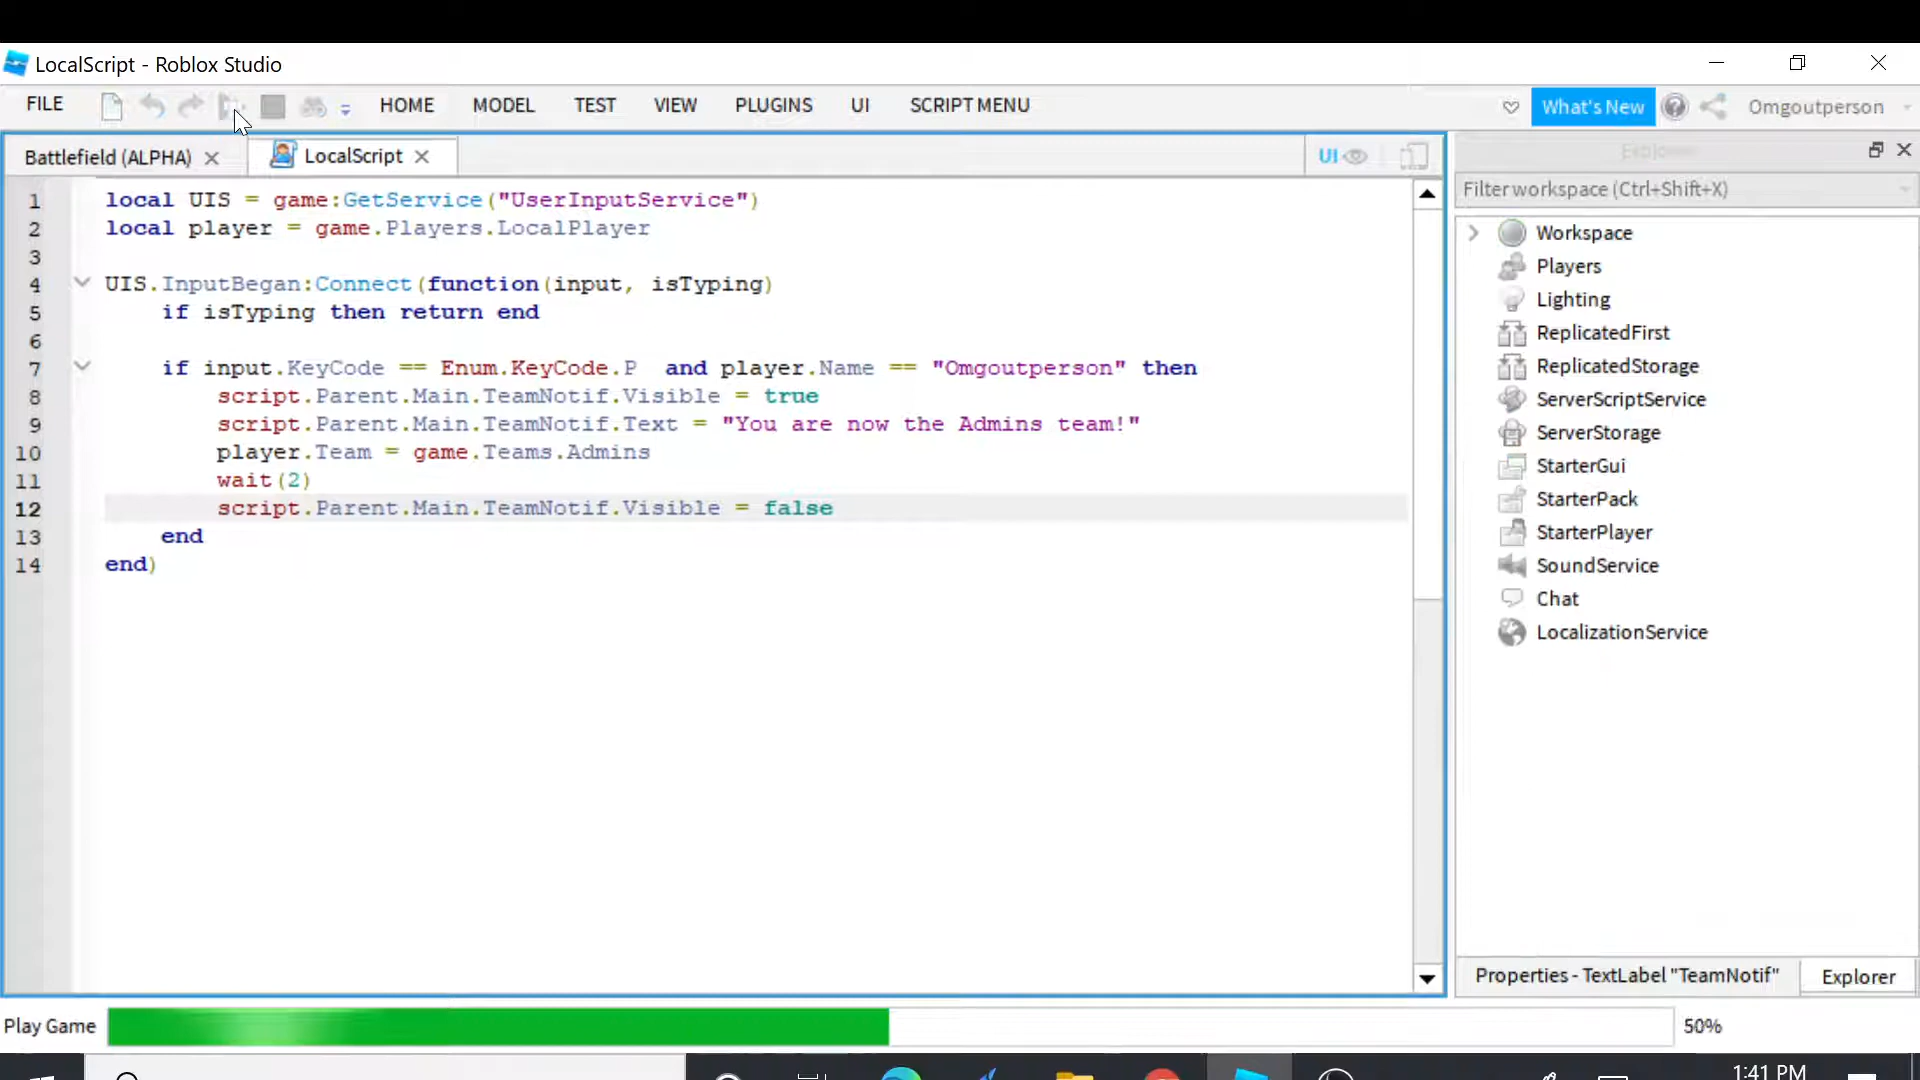 LocalScript - Roblox Studio
FILE HOME MODEL TEST VIEW PLUGINS UI SCRIPT MENU What's New Omgoutperson
Battlefield (ALPHA) LocalScript UI
Explorer
Filter workspace (Ctrl+Shift+X)
1 local UIS = game:GetService("UserInputService")
2 local player = game.Players.LocalPlayer
3
4 UIS.InputBegan:Connect(function(input, isTyping)
5 if isTyping then return end
6
7 if input.KeyCode == Enum.KeyCode.P and player.Name == "Omgoutperson" then
8 script.Parent.Main.TeamNotif.Visible = true
9 script.Parent.Main.TeamNotif.Text = "You are now the Admins team!"
10 player.Team = game.Teams.Admins
11 wait(2)
12 script.Parent.Main.TeamNotif.Visible = false
13 end
14 end)
Workspace
Players
Lighting
ReplicatedFirst
ReplicatedStorage
ServerScriptService
ServerStorage
StarterGui
StarterPack
StarterPlayer
SoundService
Chat
LocalizationService
Properties - TextLabel "TeamNotif" Explorer
Play Game 50%
1:41 PM